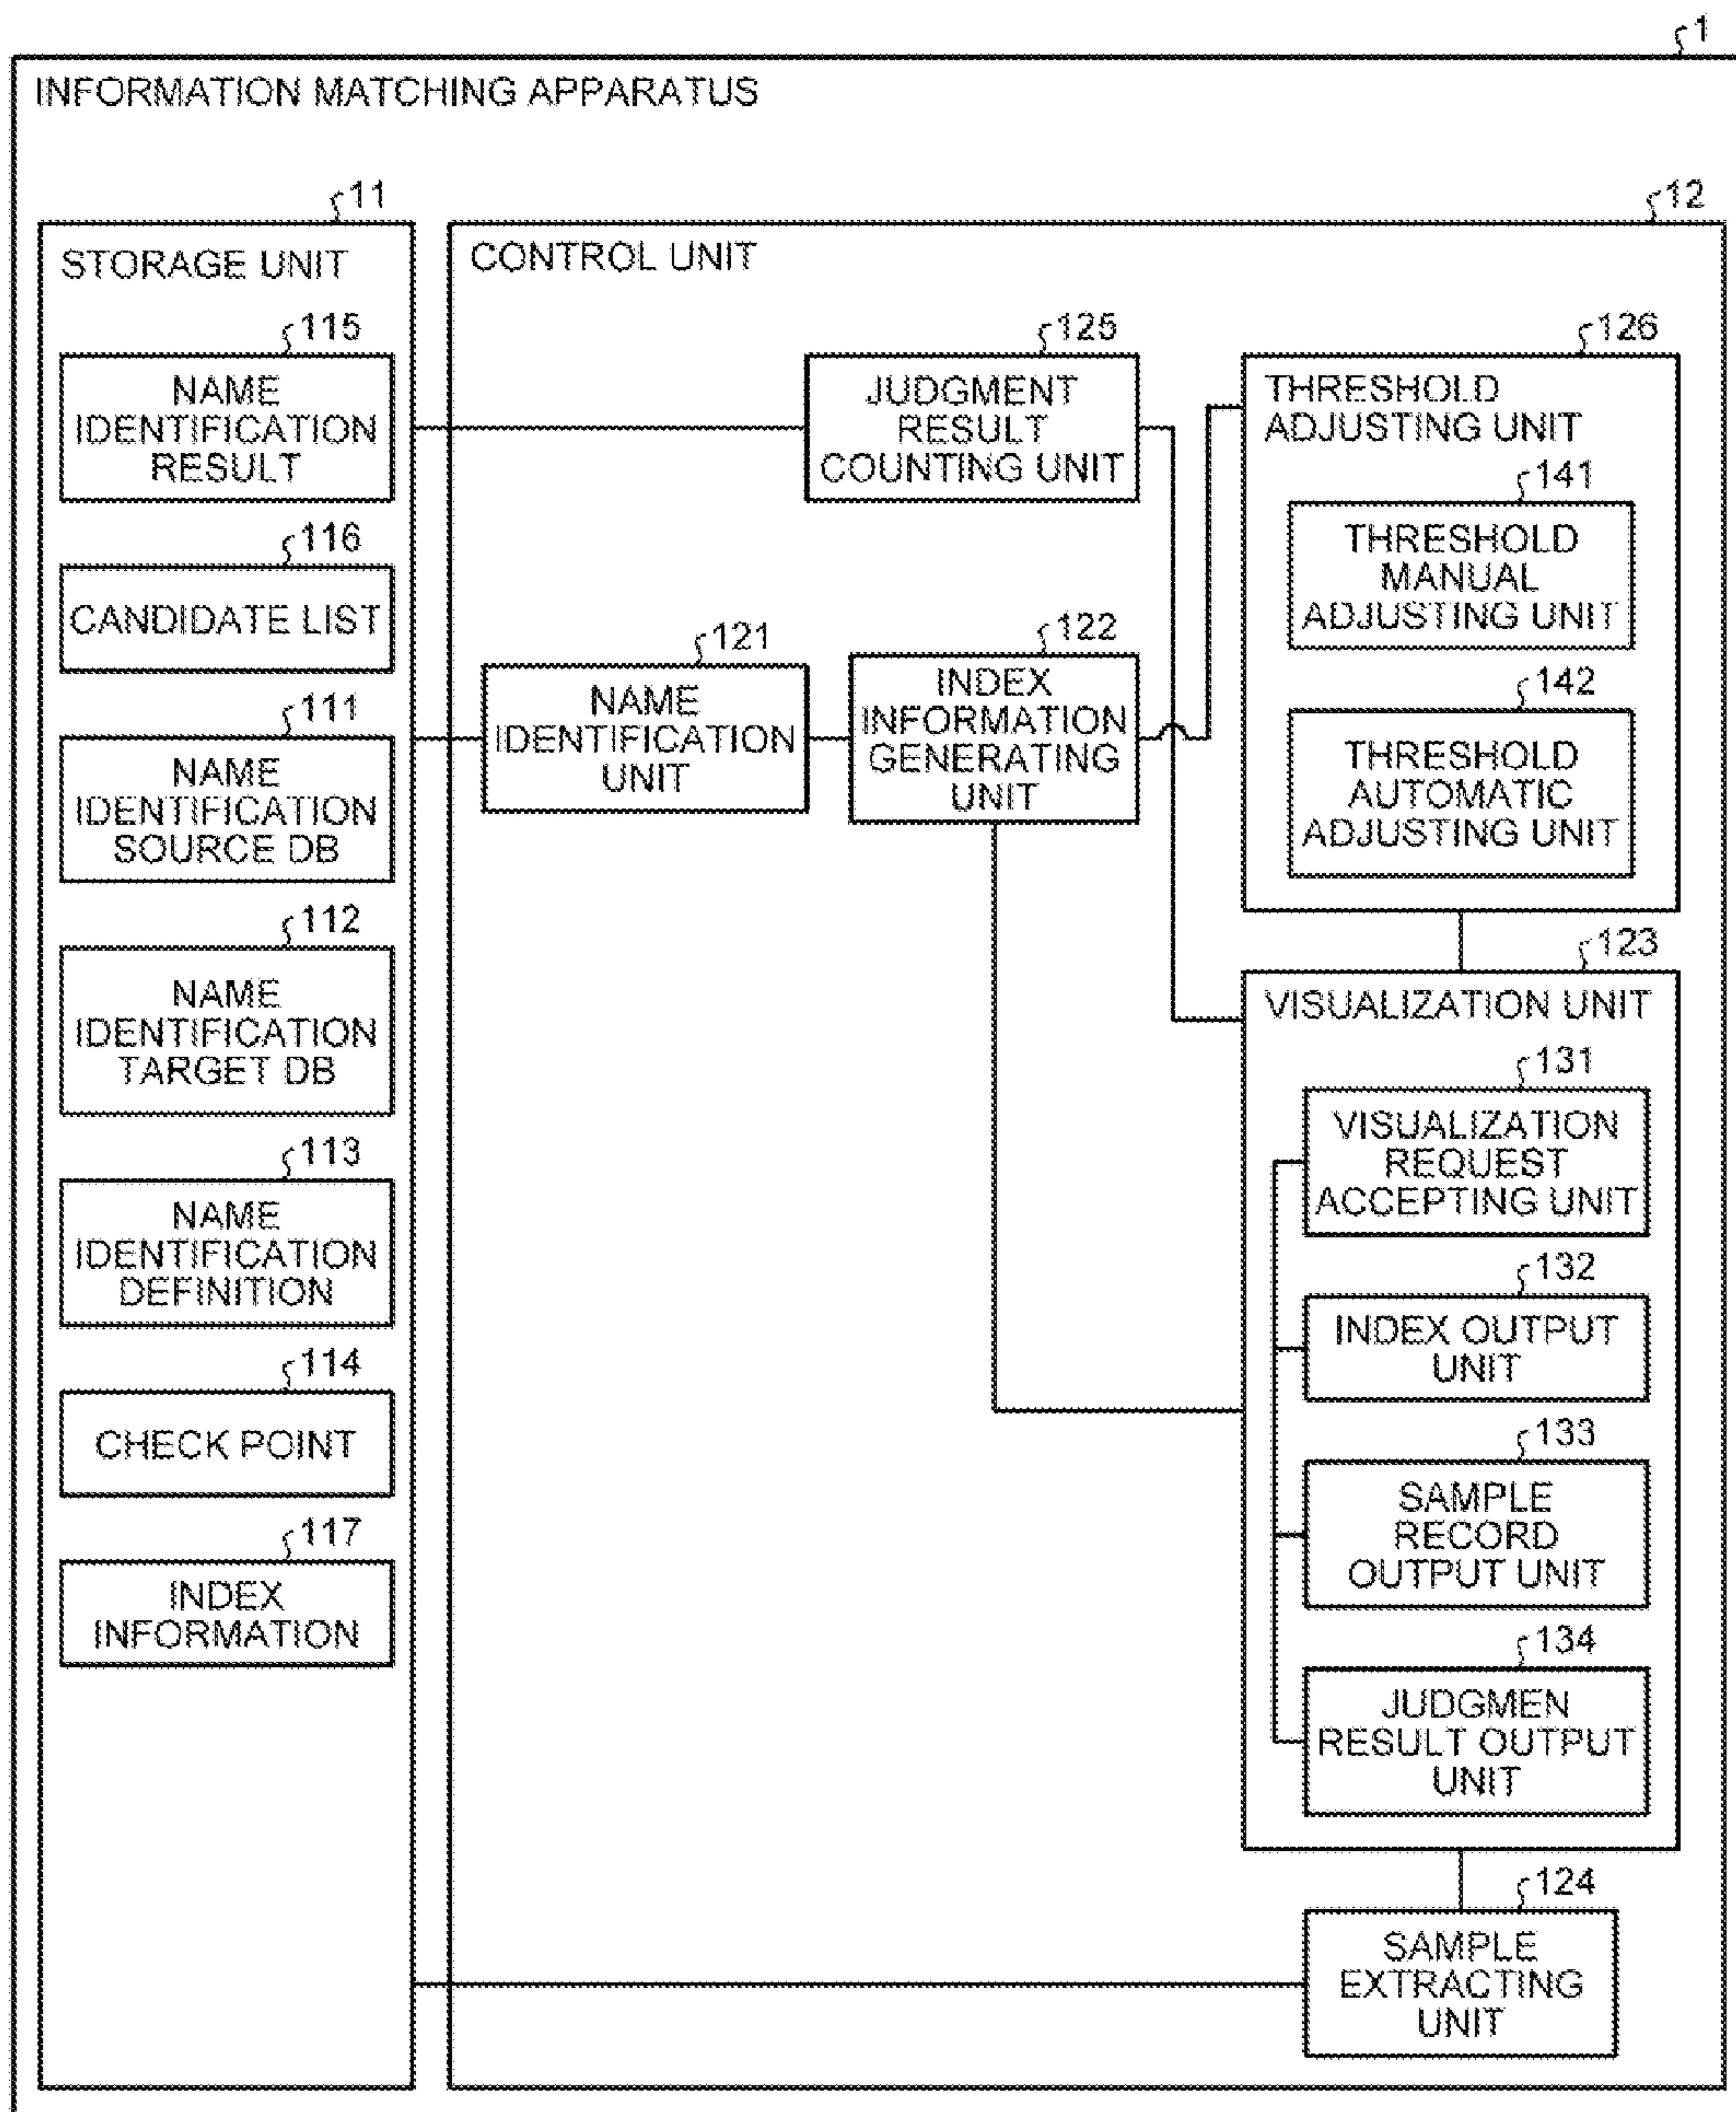 1
INFORMATION MATCHING APPARATUS
11
STORAGE UNIT
115
NAME
IDENTIFICATION
RESULT
116
CANDIDATE LIST
111
NAME
IDENTIFICATION
SOURCE DB
112
NAME
IDENTIFICATION
TARGET DB
113
NAME
IDENTIFICATION
DEFINITION
114
CHECK POINT
117
INDEX
INFORMATION
12
CONTROL UNIT
125
JUDGMENT
RESULT
COUNTING UNIT
121
NAME
IDENTIFICATION
UNIT
122
INDEX
INFORMATION
GENERATING
UNIT
126
THRESHOLD
ADJUSTING UNIT
141
THRESHOLD
MANUAL
ADJUSTING UNIT
142
THRESHOLD
AUTOMATIC
ADJUSTING UNIT
123
VISUALIZATION UNIT
131
VISUALIZATION
REQUEST
ACCEPTING UNIT
132
INDEX OUTPUT
UNIT
133
SAMPLE
RECORD
OUTPUT UNIT
134
JUDGMEN
RESULT OUTPUT
UNIT
124
SAMPLE
EXTRACTING
UNIT